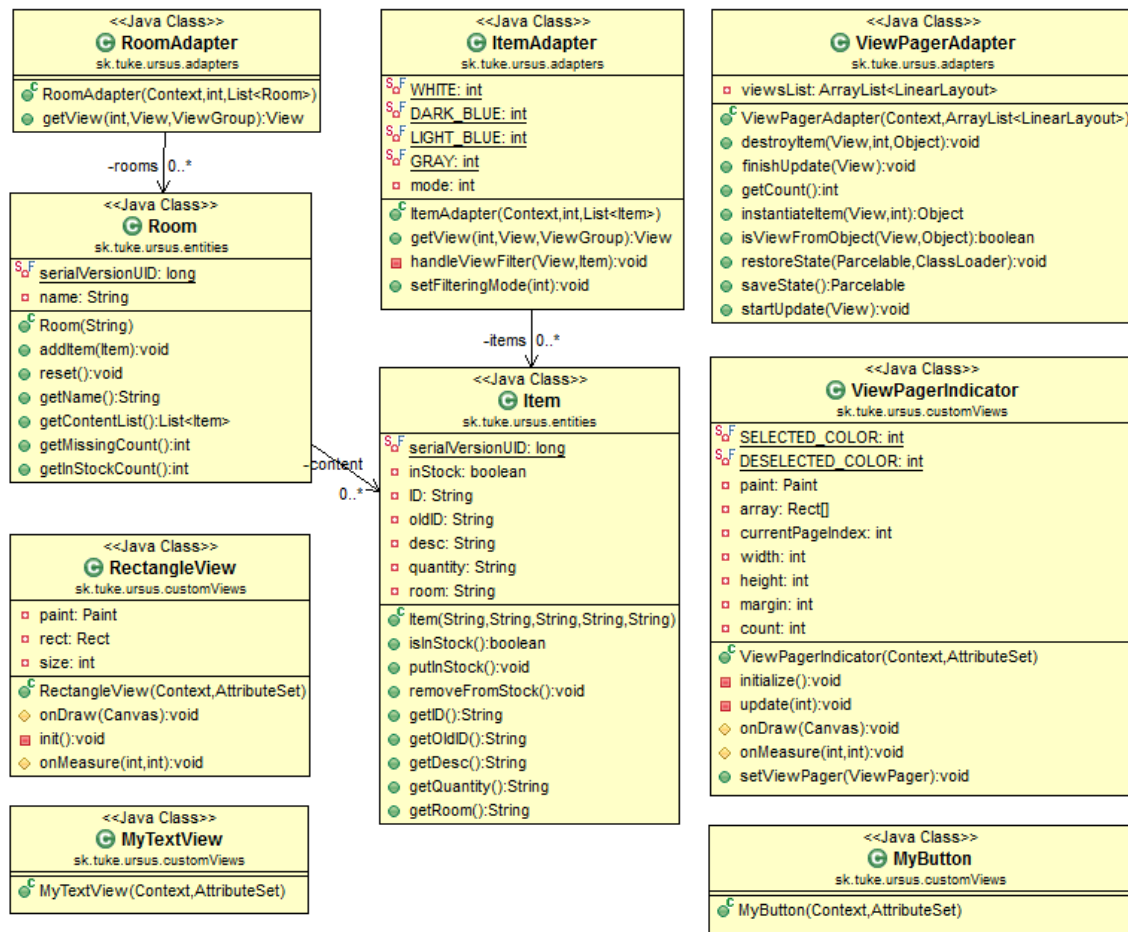 <<Java Class>>
RoomAdapter
sk.tuke.ursus.adapters
RoomAdapter(Context,int,List<Room>)
getView(int,View,ViewGroup):View
-rooms 0..*
<<Java Class>>
Room
sk.tuke.ursus.entities
serialVersionUID: long
name: String
Room(String)
addItem(Item):void
reset():void
getName():String
getContentList():List<Item>
getMissingCount():int
getInStockCount():int
-content
0..*
<<Java Class>>
RectangleView
sk.tuke.ursus.customViews
paint: Paint
rect: Rect
size: int
RectangleView(Context,AttributeSet)
onDraw(Canvas):void
init():void
onMeasure(int,int):void
<<Java Class>>
MyTextView
sk.tuke.ursus.customViews
MyTextView(Context,AttributeSet)
<<Java Class>>
ItemAdapter
sk.tuke.ursus.adapters
WHITE: int
DARK_BLUE: int
LIGHT_BLUE: int
GRAY: int
mode: int
ItemAdapter(Context,int,List<Item>)
getView(int,View,ViewGroup):View
handleViewFilter(View,Item):void
setFilteringMode(int):void
-items 0..*
<<Java Class>>
Item
sk.tuke.ursus.entities
serialVersionUID: long
inStock: boolean
ID: String
oldID: String
desc: String
quantity: String
room: String
Item(String,String,String,String,String)
isInStock():boolean
putInStock():void
removeFromStock():void
getID():String
getOldID():String
getDesc():String
getQuantity():String
getRoom():String
<<Java Class>>
ViewPagerAdapter
sk.tuke.ursus.adapters
viewsList: ArrayList<LinearLayout>
ViewPagerAdapter(Context,ArrayList<LinearLayout>)
destroyItem(View,int,Object):void
finishUpdate(View):void
getCount():int
instantiateItem(View,int):Object
isViewFromObject(View,Object):boolean
restoreState(Parcelable,ClassLoader):void
saveState():Parcelable
startUpdate(View):void
<<Java Class>>
ViewPagerIndicator
sk.tuke.ursus.customViews
SELECTED_COLOR: int
DESELECTED_COLOR: int
paint: Paint
array: Rect[]
currentPageIndex: int
width: int
height: int
margin: int
count: int
ViewPagerIndicator(Context,AttributeSet)
initialize():void
update(int):void
onDraw(Canvas):void
onMeasure(int,int):void
setViewPager(ViewPager):void
<<Java Class>>
MyButton
sk.tuke.ursus.customViews
MyButton(Context,AttributeSet)